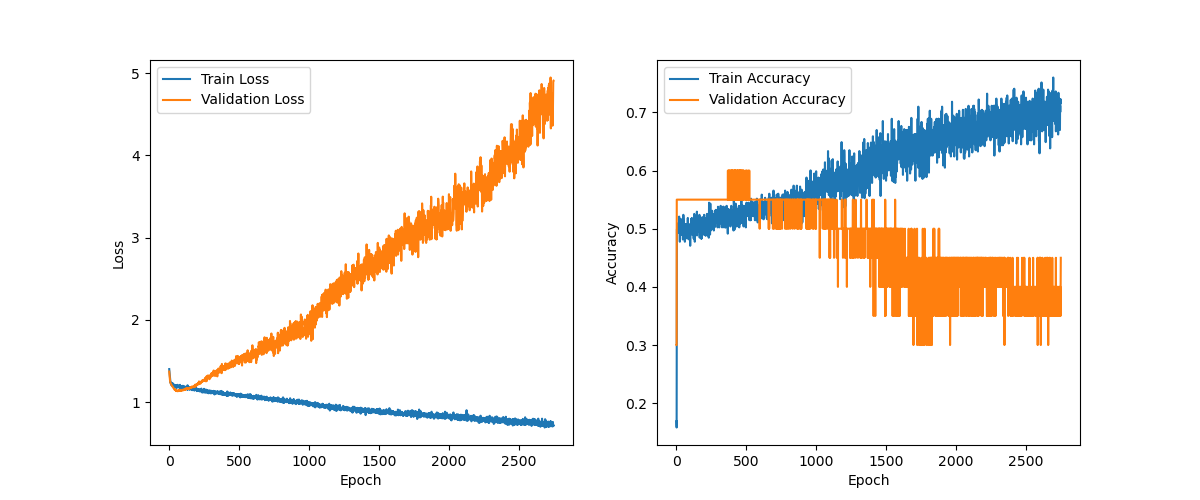 Train Loss
Validation Loss
5
4
3
2
1
0
500
1000
1500
2000
2500
Loss
Epoch
Train Accuracy
Validation Accuracy
0.7
0.6
0.5
0.4
0.3
0.2
0
500
1000
1500
2000
2500
Accuracy
Epoch